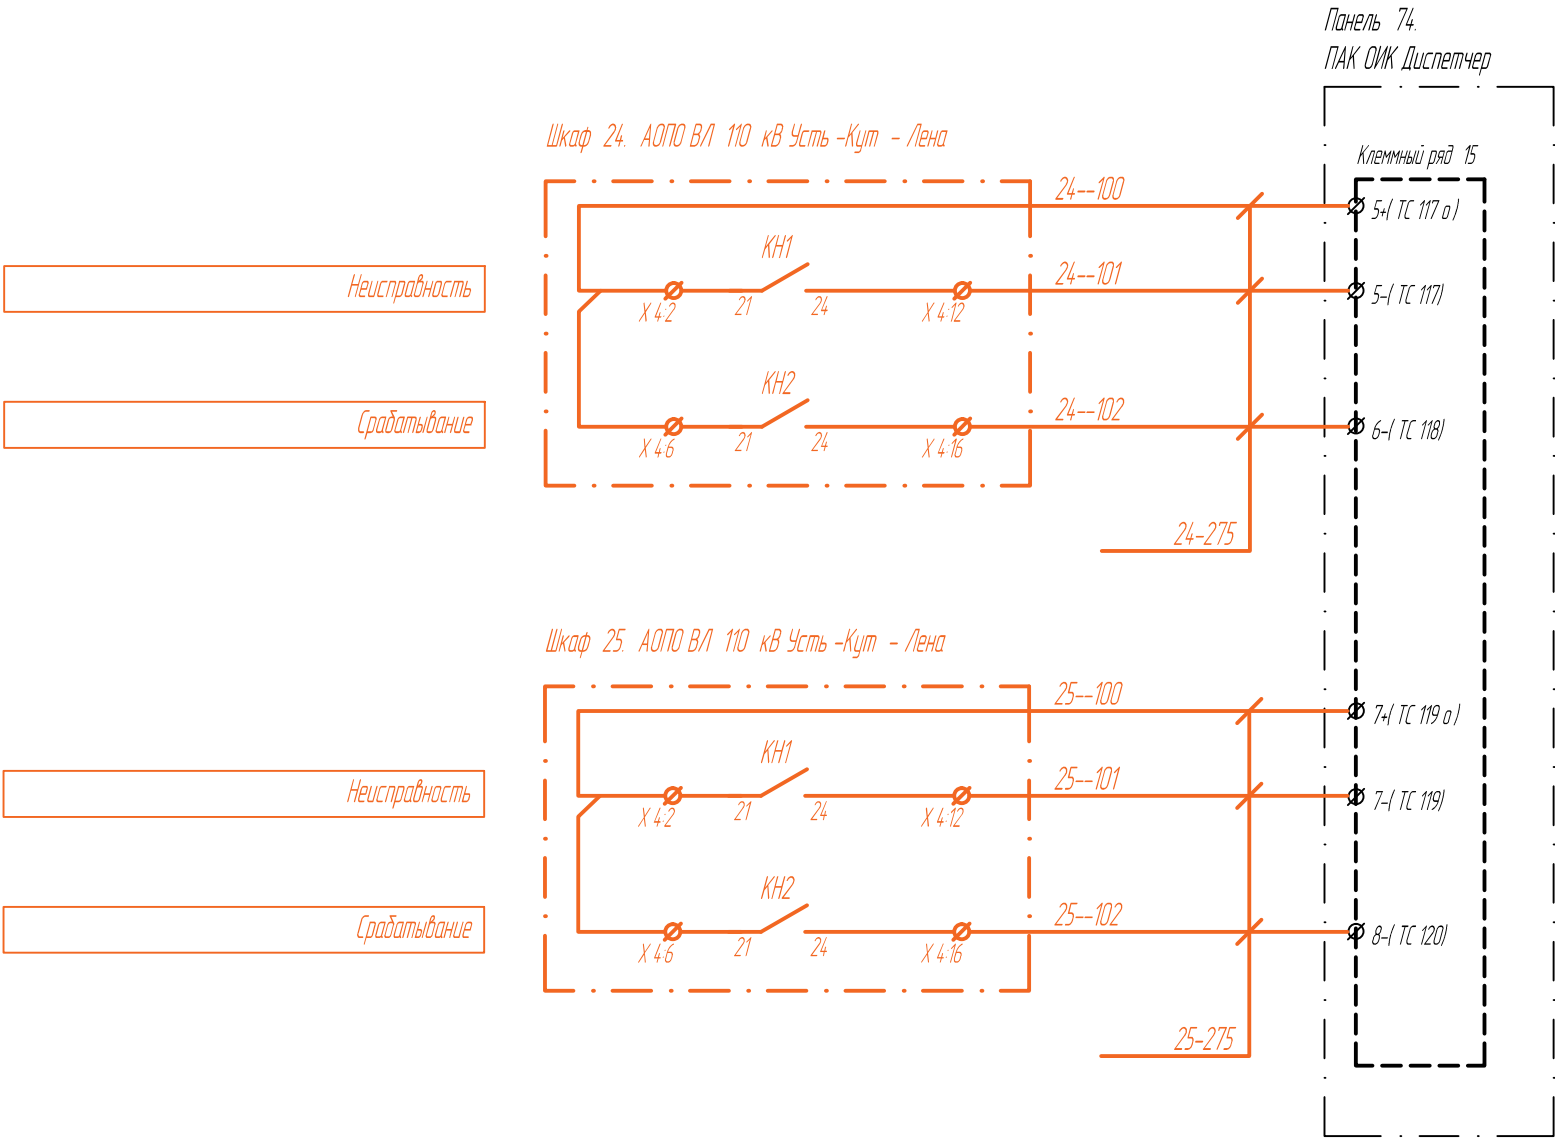 Панель 74.
ПАК ОИК Диспетчер
Клеммный ряд 15
Шкаф 24. АОПО ВЛ 110 кВ Усть-Кут - Лена
24--100
5+( ТС 117 о )
Неисправность
КН1
24--101
Х 4:2
21
24
Х 4:12
5-( ТС 117)
Срабатывание
КН2
24--102
Х 4:6
21
24
Х 4:16
6-( ТС 118)
24-275
Шкаф 25. АОПО ВЛ 110 кВ Усть-Кут - Лена
25--100
7+( ТС 119 о )
Неисправность
КН1
25--101
Х 4:2
21
24
Х 4:12
7-( ТС 119)
Срабатывание
КН2
25--102
Х 4:6
21
24
Х 4:16
8-( ТС 120)
25-275